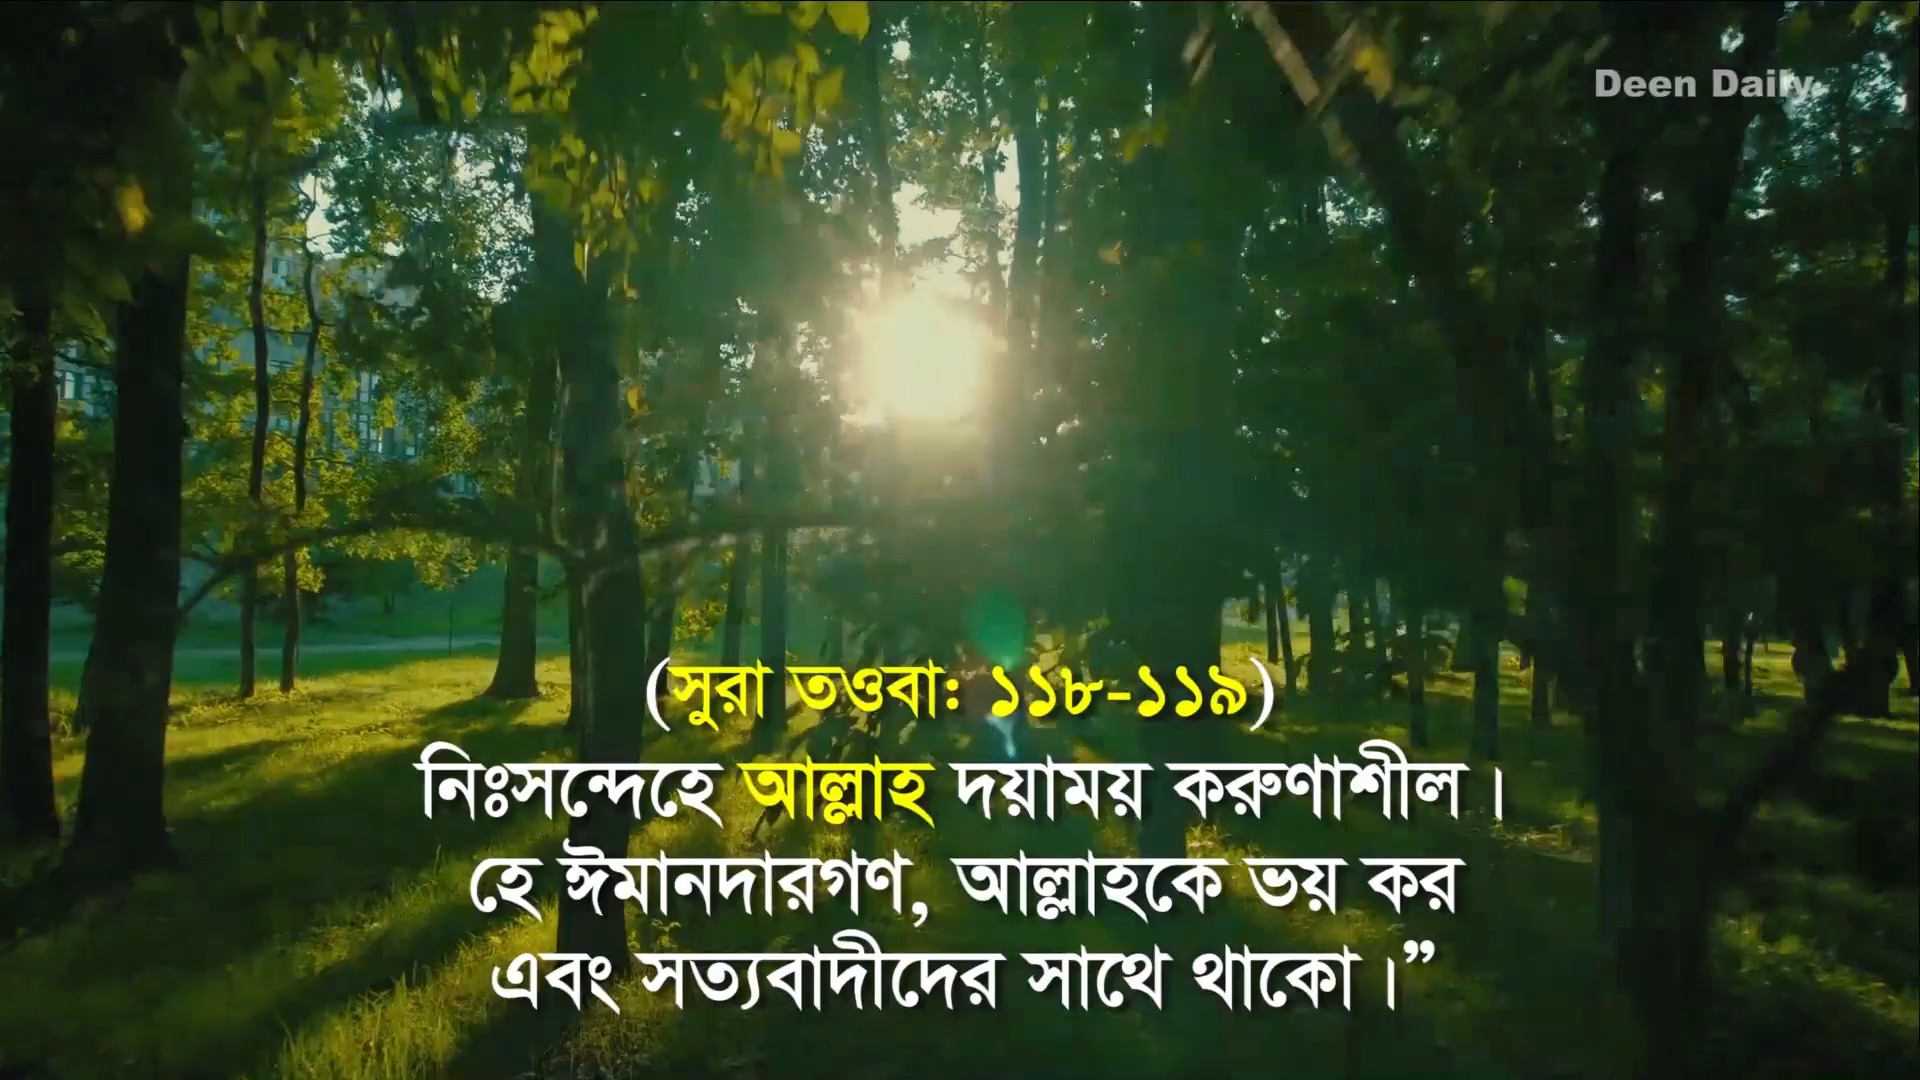 Deen Daily
(সুরা তওবা: ১১৮-১১৯)
নিঃসন্দেহে আল্লাহ দয়াময় করুণাশীল।
হে ঈমানদারগণ, আল্লাহকে ভয় কর
এবং সত্যবাদীদের সাথে থাকো।”